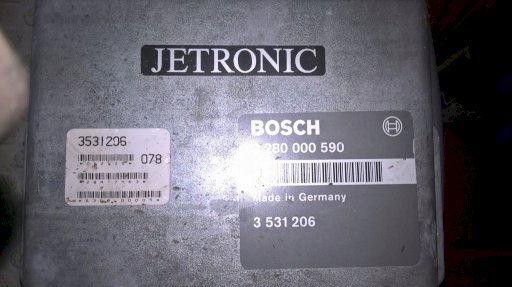 JETRONIC
3531206
078
BOSCH
280 000 590
Made in Germany
3 531 206